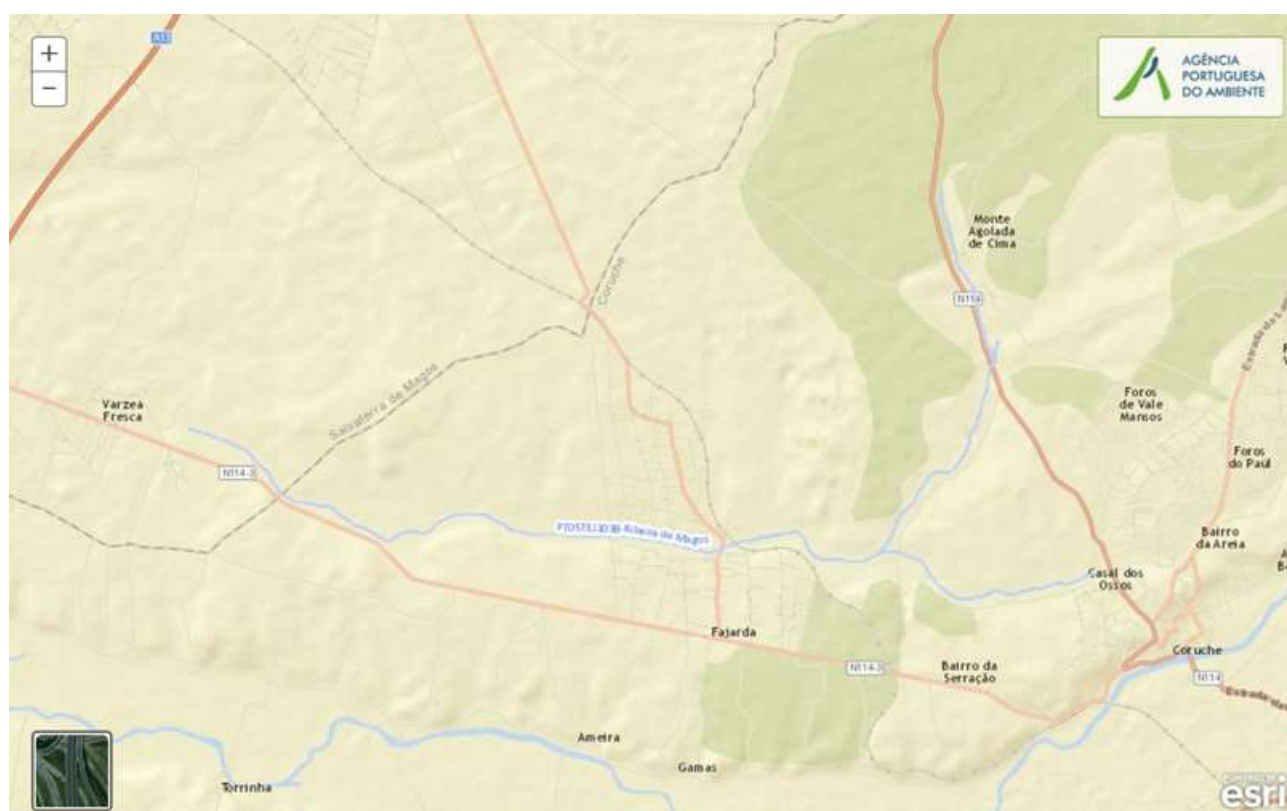 A13
+
−
AGÊNCIA
PORTUGUESA
DO AMBIENTE
Monte
Agolada
de Cima
Coruche
N114
Salvaterra de Magos
Varzea
Fresca
Foros
de Vale
Mansos
Foros
do Paul
N114-3
Ribeira de Magos
Bairro
da Areia
Casal dos
Ossos
Fajarda
N114-3
Bairro da
Serração
Coruche
N114
Ameira
Gamas
Torrinha
esri